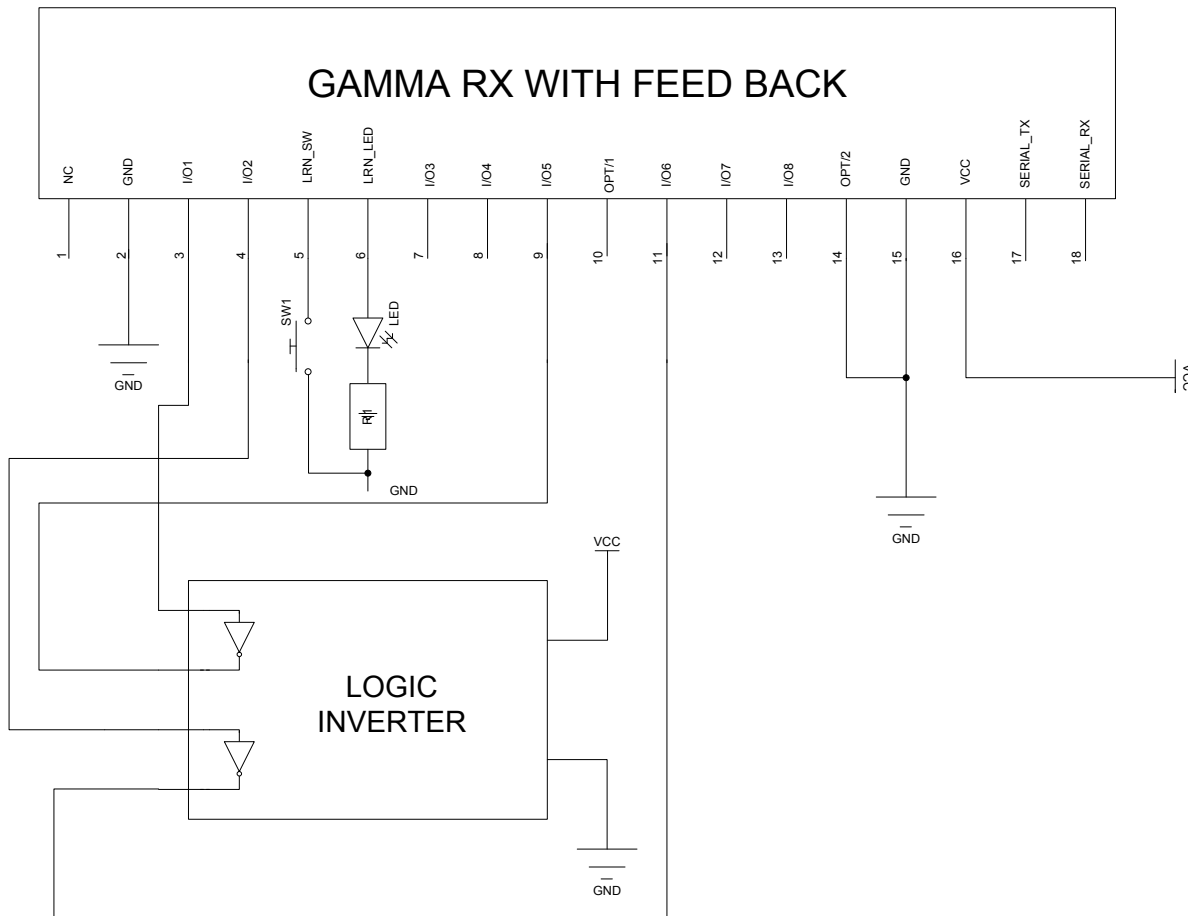 GAMMA RX WITH FEED BACK
NC
GND
I/O1
I/O2
LRN_SW
LRN_LED
I/O3
I/O4
I/O5
OPT/1
I/O6
I/O7
I/O8
OPT/2
GND
VCC
SERIAL_TX
SERIAL_RX
1
2
3
4
5
6
7
8
9
10
11
12
13
14
15
16
17
18
SW1
LED
GND
VCC
GND
GND
VCC
LOGIC
INVERTER
GND